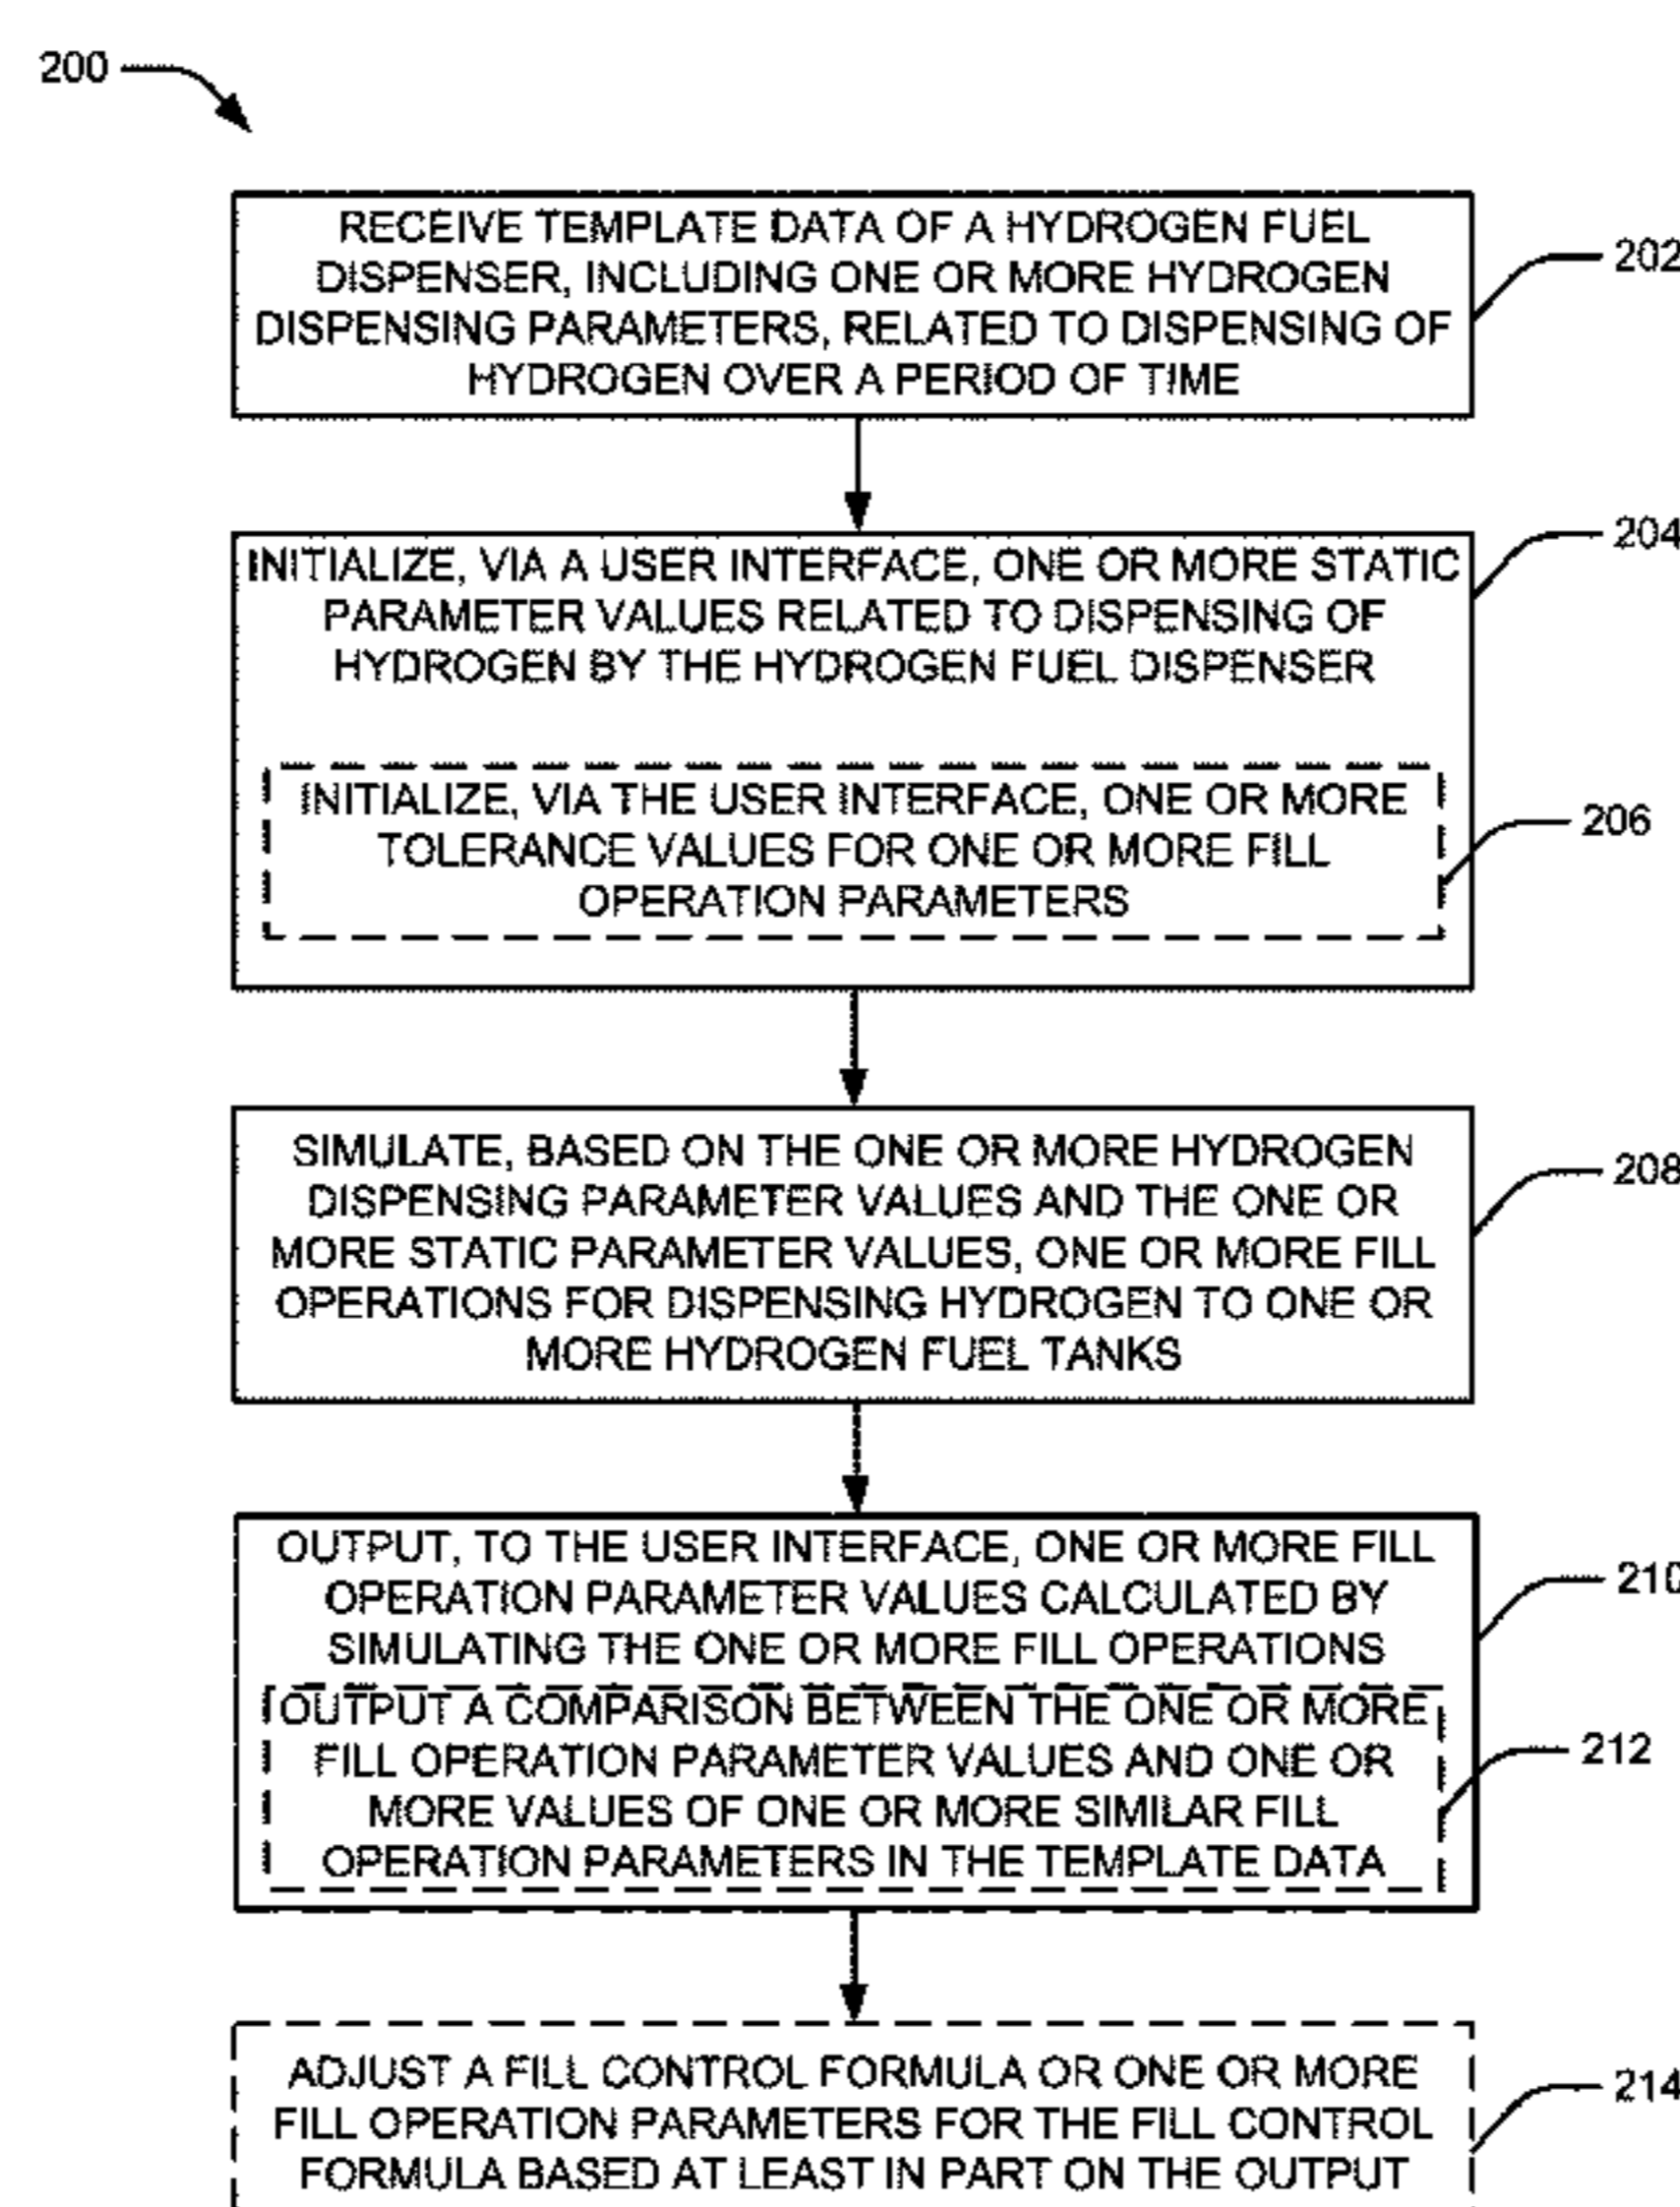 200
RECEIVE TEMPLATE DATA OF A HYDROGEN FUEL
DISPENSER, INCLUDING ONE OR MORE HYDROGEN
DISPENSING PARAMETERS, RELATED TO DISPENSING OF
HYDROGEN OVER A PERIOD OF TIME
202
INITIALIZE, VIA A USER INTERFACE, ONE OR MORE STATIC
PARAMETER VALUES RELATED TO DISPENSING OF
HYDROGEN BY THE HYDROGEN FUEL DISPENSER
204
INITIALIZE, VIA THE USER INTERFACE, ONE OR MORE
TOLERANCE VALUES FOR ONE OR MORE FILL
OPERATION PARAMETERS
206
SIMULATE, BASED ON THE ONE OR MORE HYDROGEN
DISPENSING PARAMETER VALUES AND THE ONE OR
MORE STATIC PARAMETER VALUES, ONE OR MORE FILL
OPERATIONS FOR DISPENSING HYDROGEN TO ONE OR
MORE HYDROGEN FUEL TANKS
208
OUTPUT, TO THE USER INTERFACE, ONE OR MORE FILL
OPERATION PARAMETER VALUES CALCULATED BY
SIMULATING THE ONE OR MORE FILL OPERATIONS
210
OUTPUT A COMPARISON BETWEEN THE ONE OR MORE
FILL OPERATION PARAMETER VALUES AND ONE OR
MORE VALUES OF ONE OR MORE SIMILAR FILL
OPERATION PARAMETERS IN THE TEMPLATE DATA
212
ADJUST A FILL CONTROL FORMULA OR ONE OR MORE
FILL OPERATION PARAMETERS FOR THE FILL CONTROL
FORMULA BASED AT LEAST IN PART ON THE OUTPUT
214